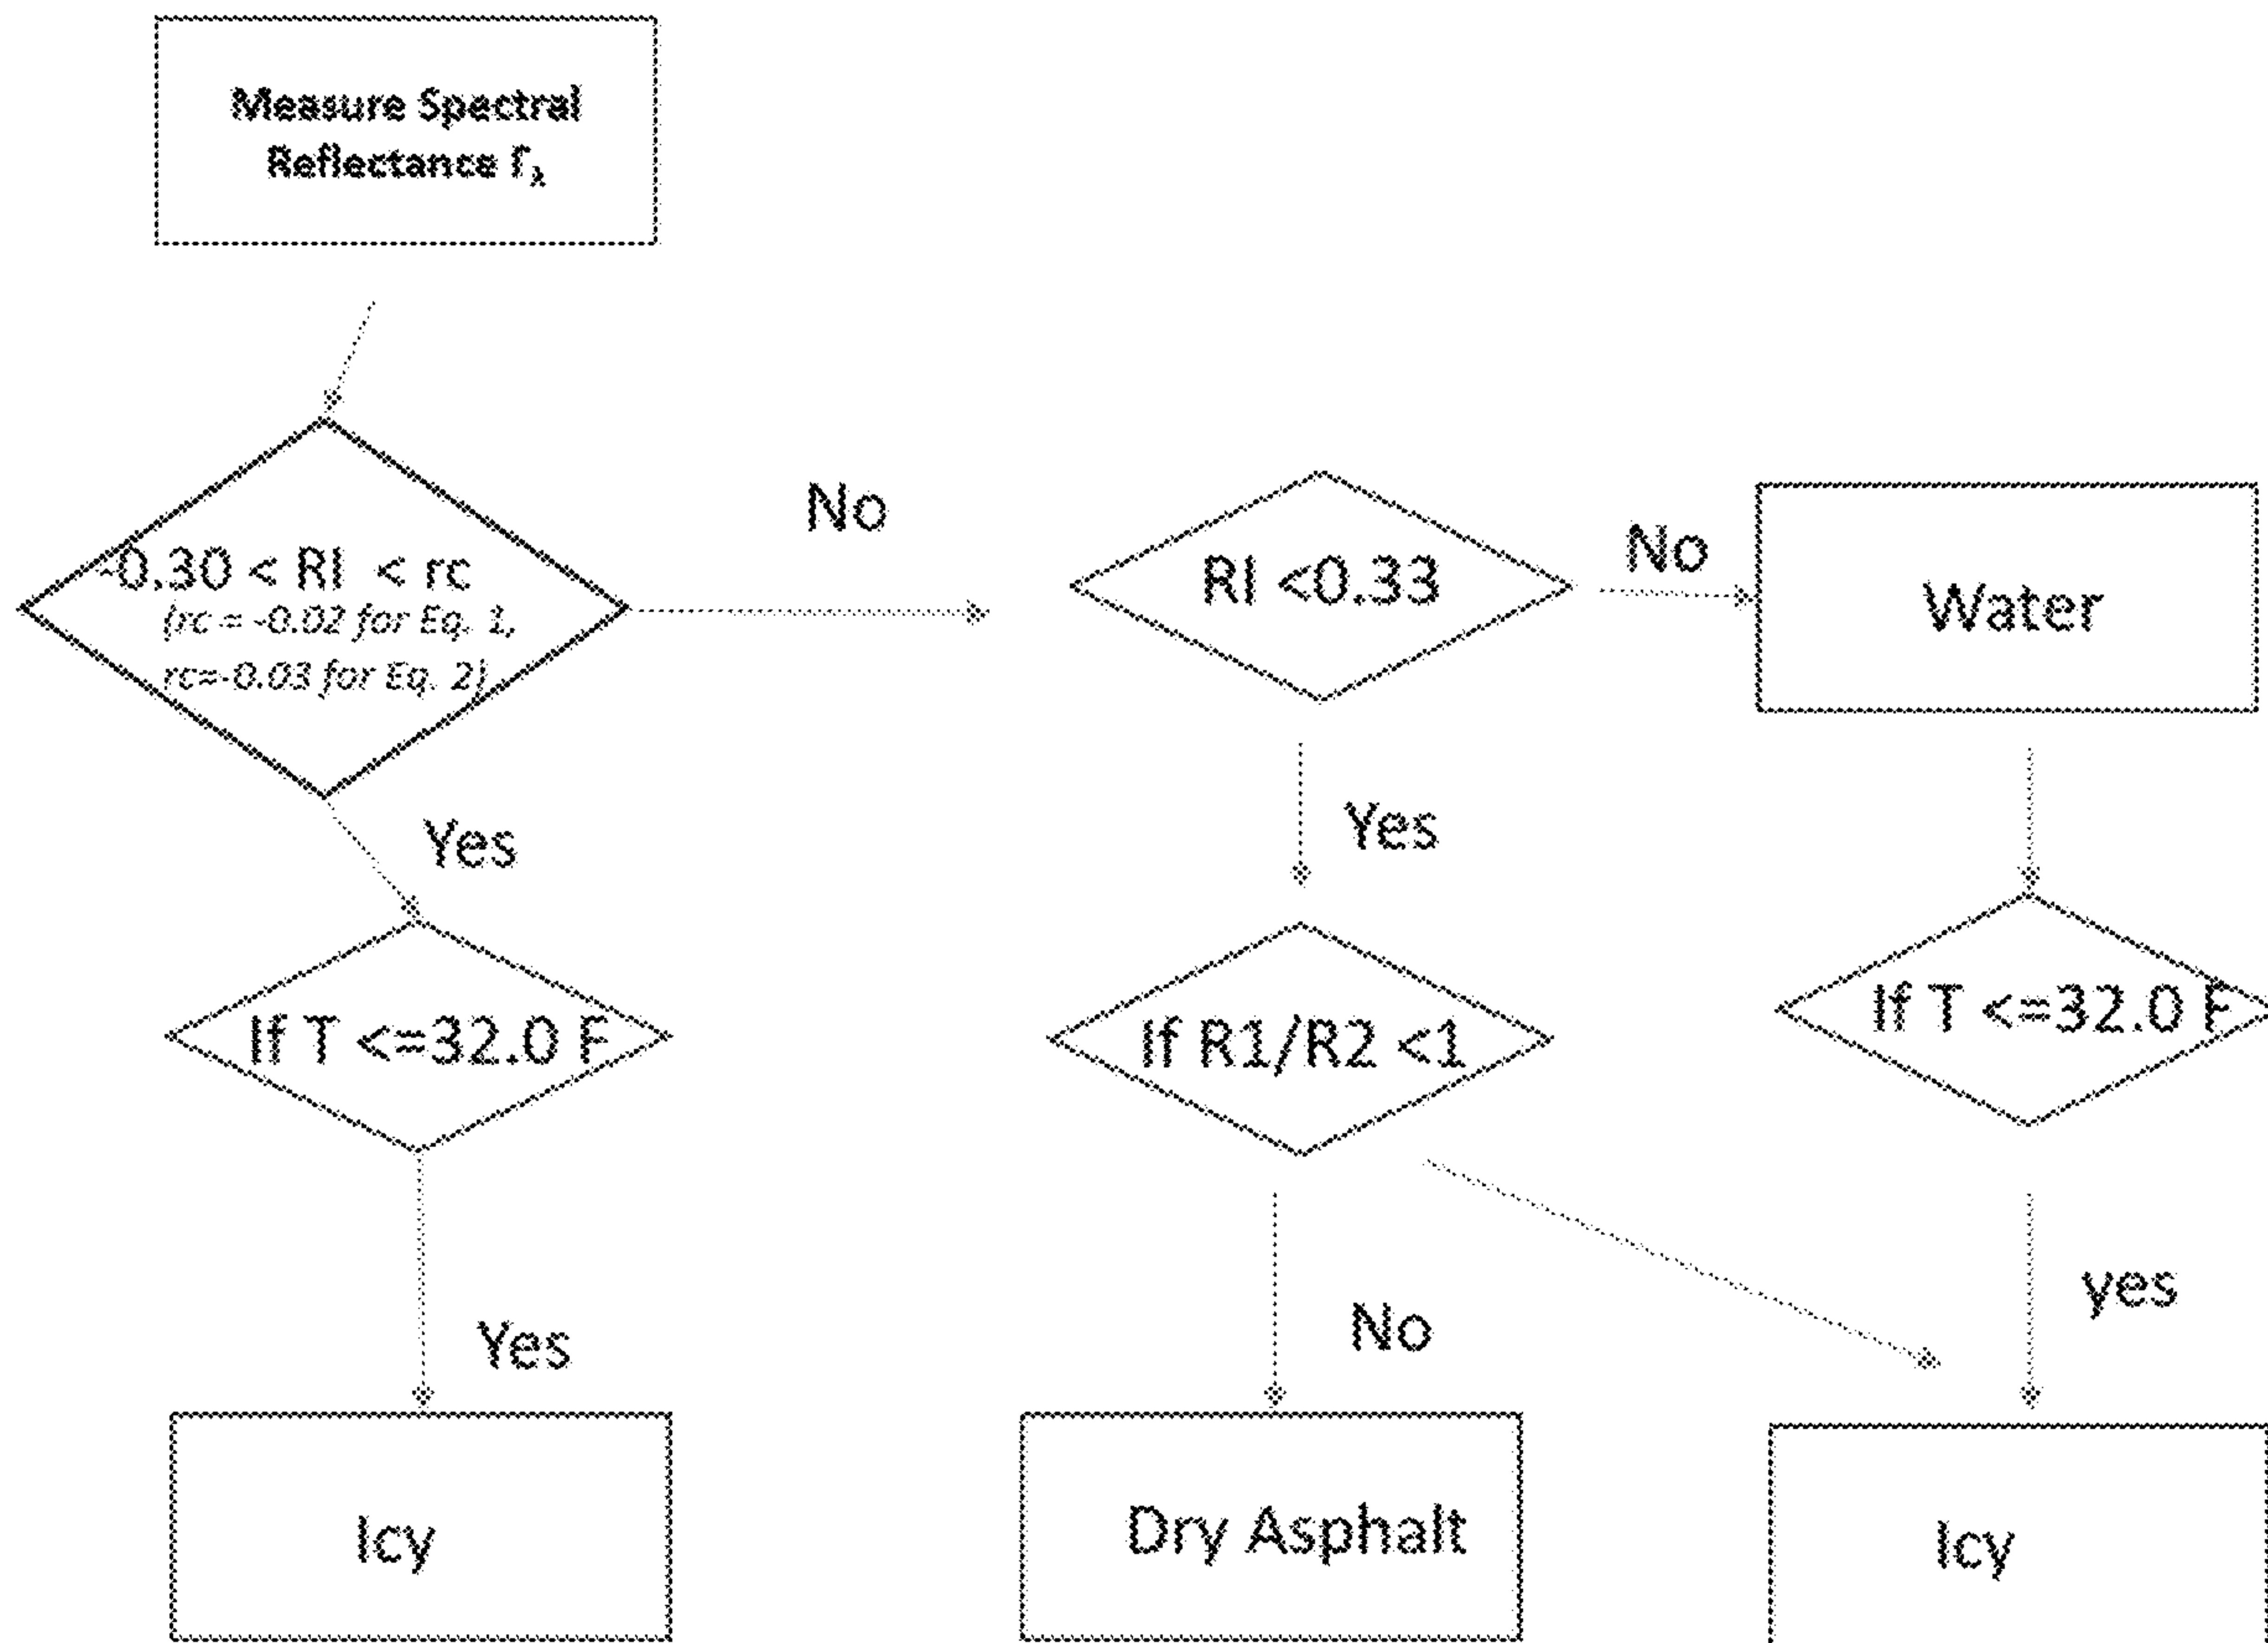 Measure Spectral
Reflectance Γλ
No
-0.30 < RI < rc
(rc = -0.02 for Eq. 1,
rc=-0.03 for Eq. 2)
RI <0.33
No
Water
Yes
Yes
If T <=32.0 F
If R1/R2 <1
If T <=32.0 F
Yes
No
yes
Icy
Dry Asphalt
Icy